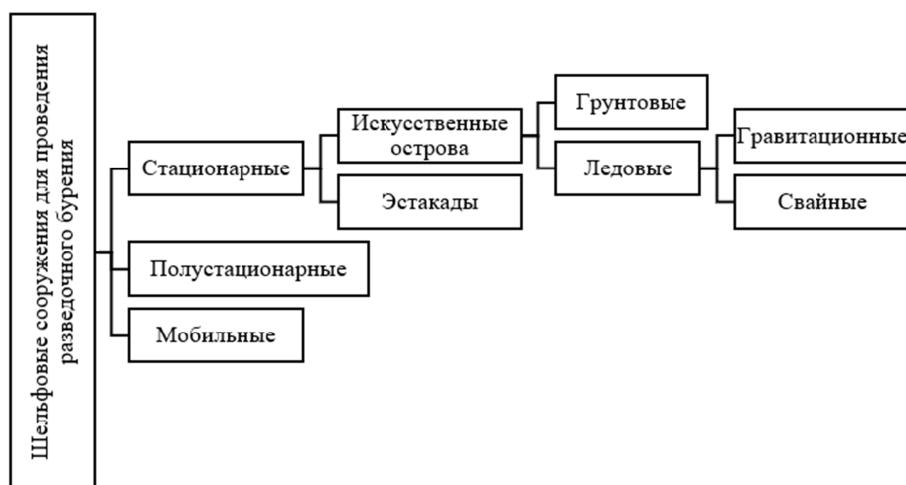 Шельфовые сооружения для проведения
разведочного бурения
Стационарные
Искусственные
острова
Грунтовые
Ледовые
Гравитационные
Свайные
Эстакады
Полустационарные
Мобильные